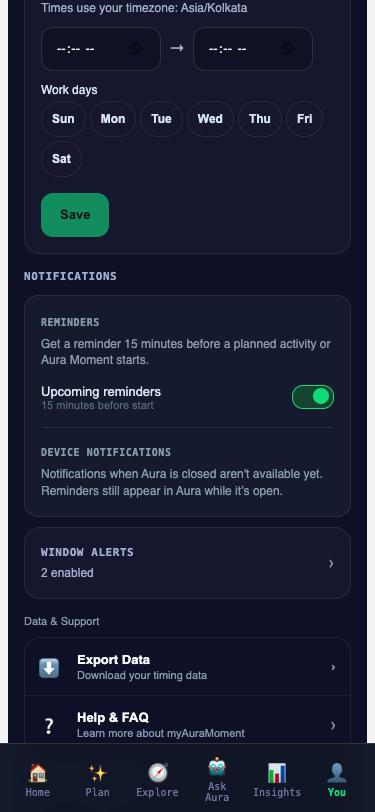 Times use your timezone: Asia/Kolkata
--:-- -- → --:-- --
Work days
Sun Mon Tue Wed Thu Fri
Sat
Save
NOTIFICATIONS
REMINDERS
Get a reminder 15 minutes before a planned activity or
Aura Moment starts.
Upcoming reminders
15 minutes before start
DEVICE NOTIFICATIONS
Notifications when Aura is closed aren't available yet.
Reminders still appear in Aura while it's open.
WINDOW ALERTS
2 enabled
Data & Support
Export Data
Download your timing data
Help & FAQ
Learn more about myAuraMoment
Home Plan Explore Ask Aura Insights You